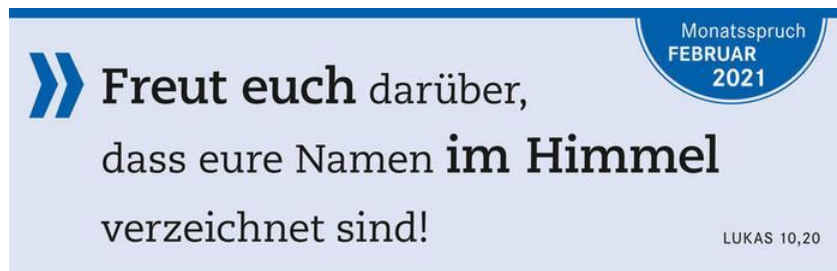 Monatsspruch
FEBRUAR
2021
Freut euch darüber,
dass eure Namen im Himmel
verzeichnet sind!
LUKAS 10,20